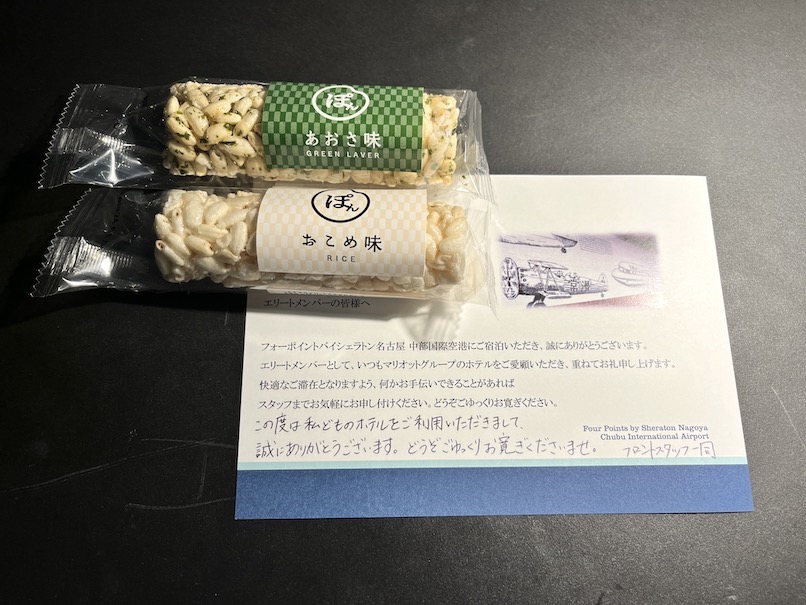 ぽん
あおさ味
GREEN LAVER
ぽん
おこめ味
RICE
エリートメンバーの皆様へ
フォーポイントバイシェラトン名古屋 中部国際空港にご宿泊いただき、誠にありがとうございます。
エリートメンバーとして、いつもマリオットグループのホテルをご愛顧いただき、重ねてお礼申し上げます。
快適なご滞在となりますよう、何かお手伝いできることがあれば
スタッフまでお気軽にお申し付けください。どうぞごゆっくりお寛ぎください。
この度は私どものホテルをご利用いただきまして、
誠にありがとうございます。どうぞごゆっくりお寛ぎくださいませ。
フロントスタッフ一同
Four Points by Sheraton Nagoya
Chubu International Airport